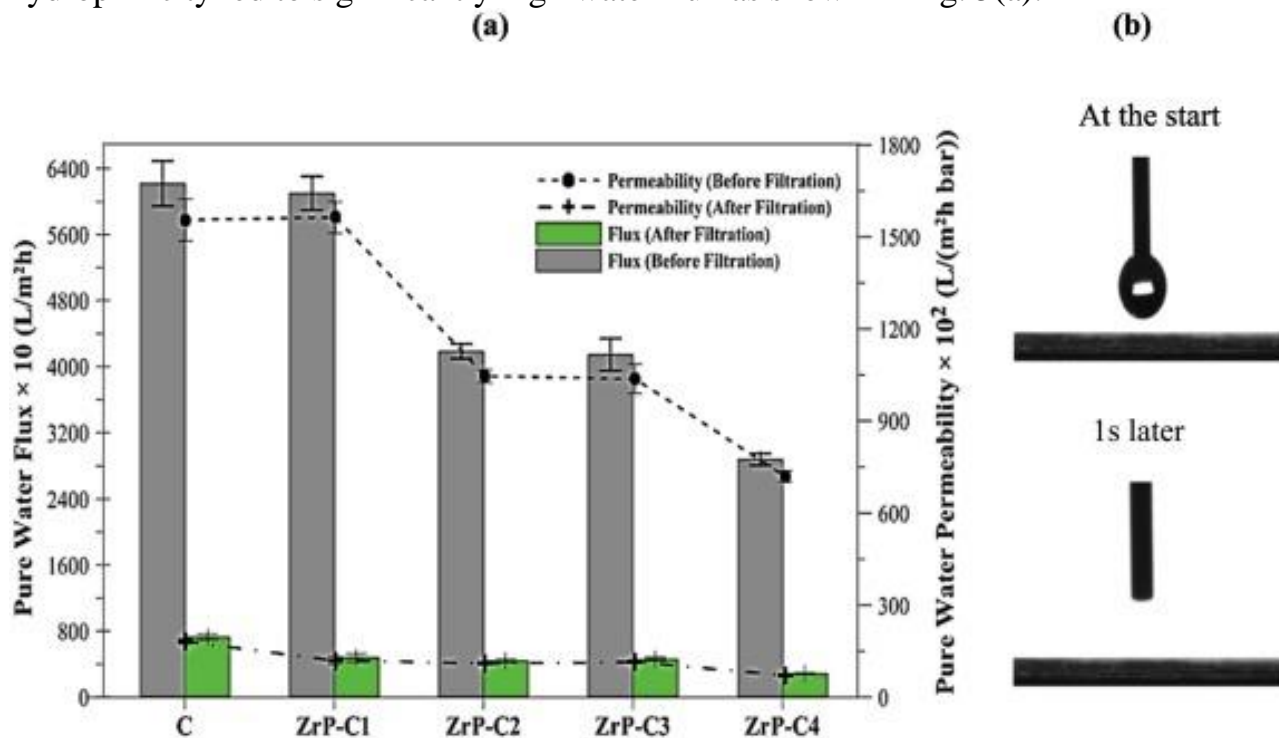 (a)
(b)
At the start
1s later
Pure Water Flux × 10 (L/m²h)
6400
5600
4800
4000
3200
2400
1600
800
0
Permeability (Before Filtration)
Permeability (After Filtration)
Flux (After Filtration)
Flux (Before Filtration)
1800
1500
1200
900
600
300
0
Pure Water Permeability × 10² (L/(m²h bar))
C ZrP-C1 ZrP-C2 ZrP-C3 ZrP-C4